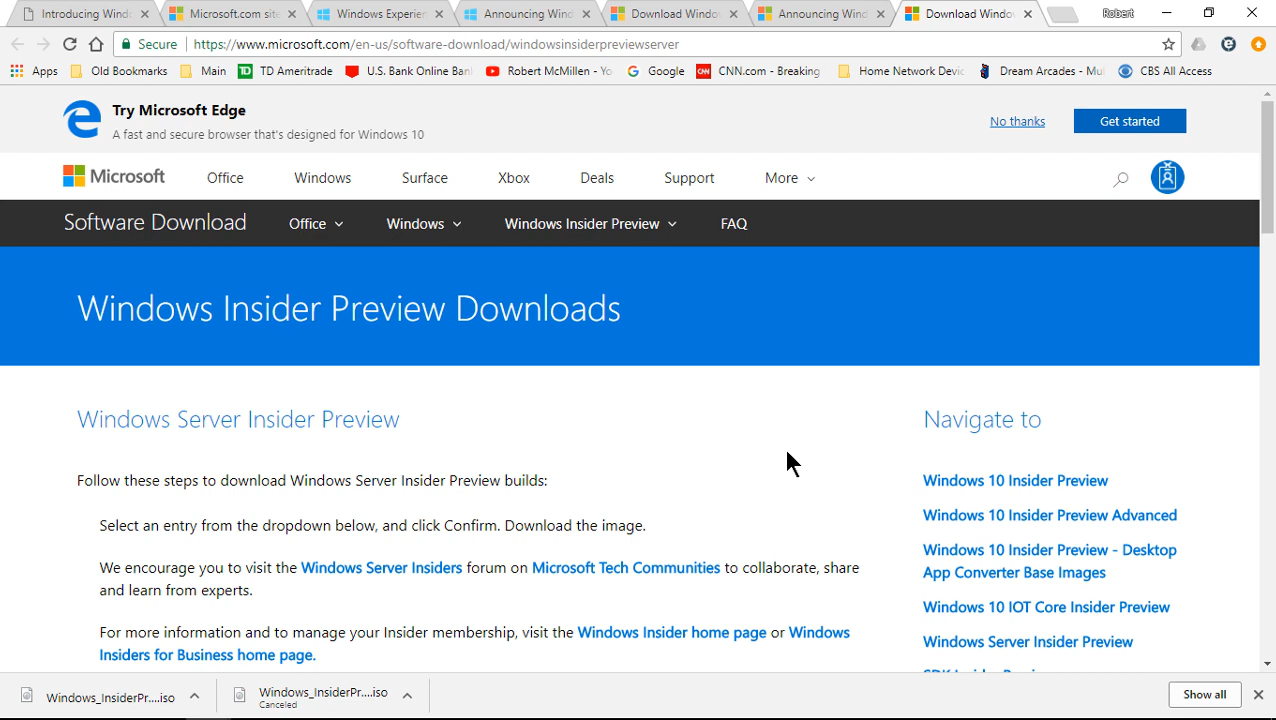 Introducing Wind
Microsoft.com sit
Windows Experien
Announcing Wind
Download Window
Announcing Wind
Download Window
Robert
Secure
https://www.microsoft.com/en-us/software-download/windowsinsiderpreviewserver
Apps
Old Bookmarks
Main
TD Ameritrade
U.S. Bank Online Ban
Robert McMillen - Yo
Google
CNN.com - Breaking
Home Network Devic
Dream Arcades - Mul
CBS All Access
Try Microsoft Edge
A fast and secure browser that's designed for Windows 10
No thanks
Get started
Microsoft
Office
Windows
Surface
Xbox
Deals
Support
More
Software Download
Office
Windows
Windows Insider Preview
FAQ
Windows Insider Preview Downloads
Windows Server Insider Preview
Follow these steps to download Windows Server Insider Preview builds:
Select an entry from the dropdown below, and click Confirm. Download the image.
We encourage you to visit the Windows Server Insiders forum on Microsoft Tech Communities to collaborate, share
and learn from experts.
For more information and to manage your Insider membership, visit the Windows Insider home page or Windows
Insiders for Business home page.
Navigate to
Windows 10 Insider Preview
Windows 10 Insider Preview Advanced
Windows 10 Insider Preview - Desktop
App Converter Base Images
Windows 10 IOT Core Insider Preview
Windows Server Insider Preview
Windows_InsiderPr....iso
Windows_InsiderPr....iso
Canceled
Show all